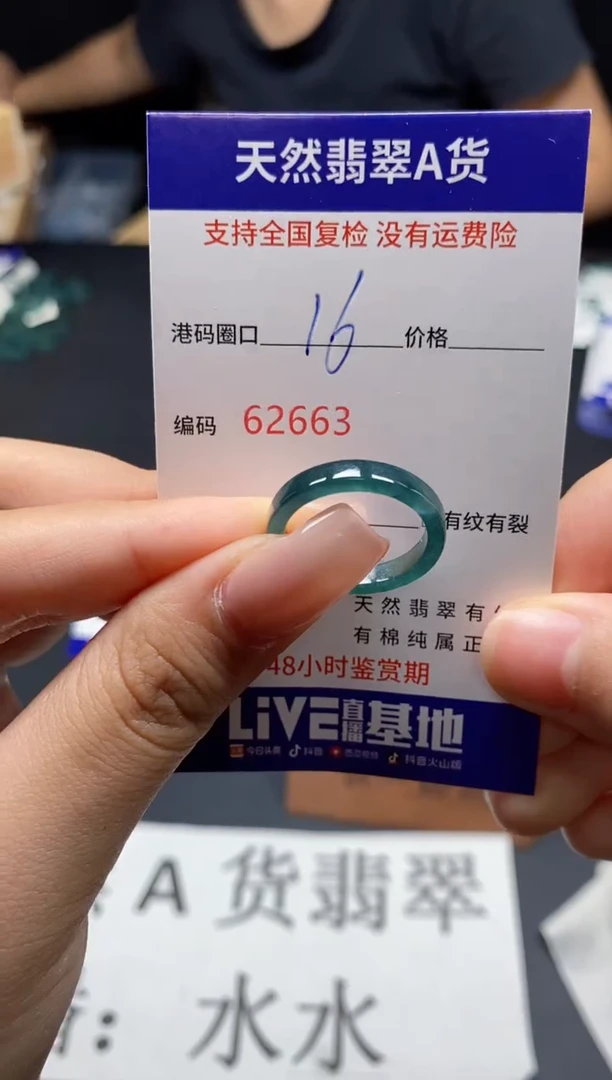 天然翡翠A货
支持全国复检 没有运费险
港码圈口 16 价格
编码 62663
有纹有裂
天然翡翠有
有棉纯属正
48小时鉴赏期
LiVE直播基地
今日头条 抖音 抖音火山版
A货翡翠
：水水